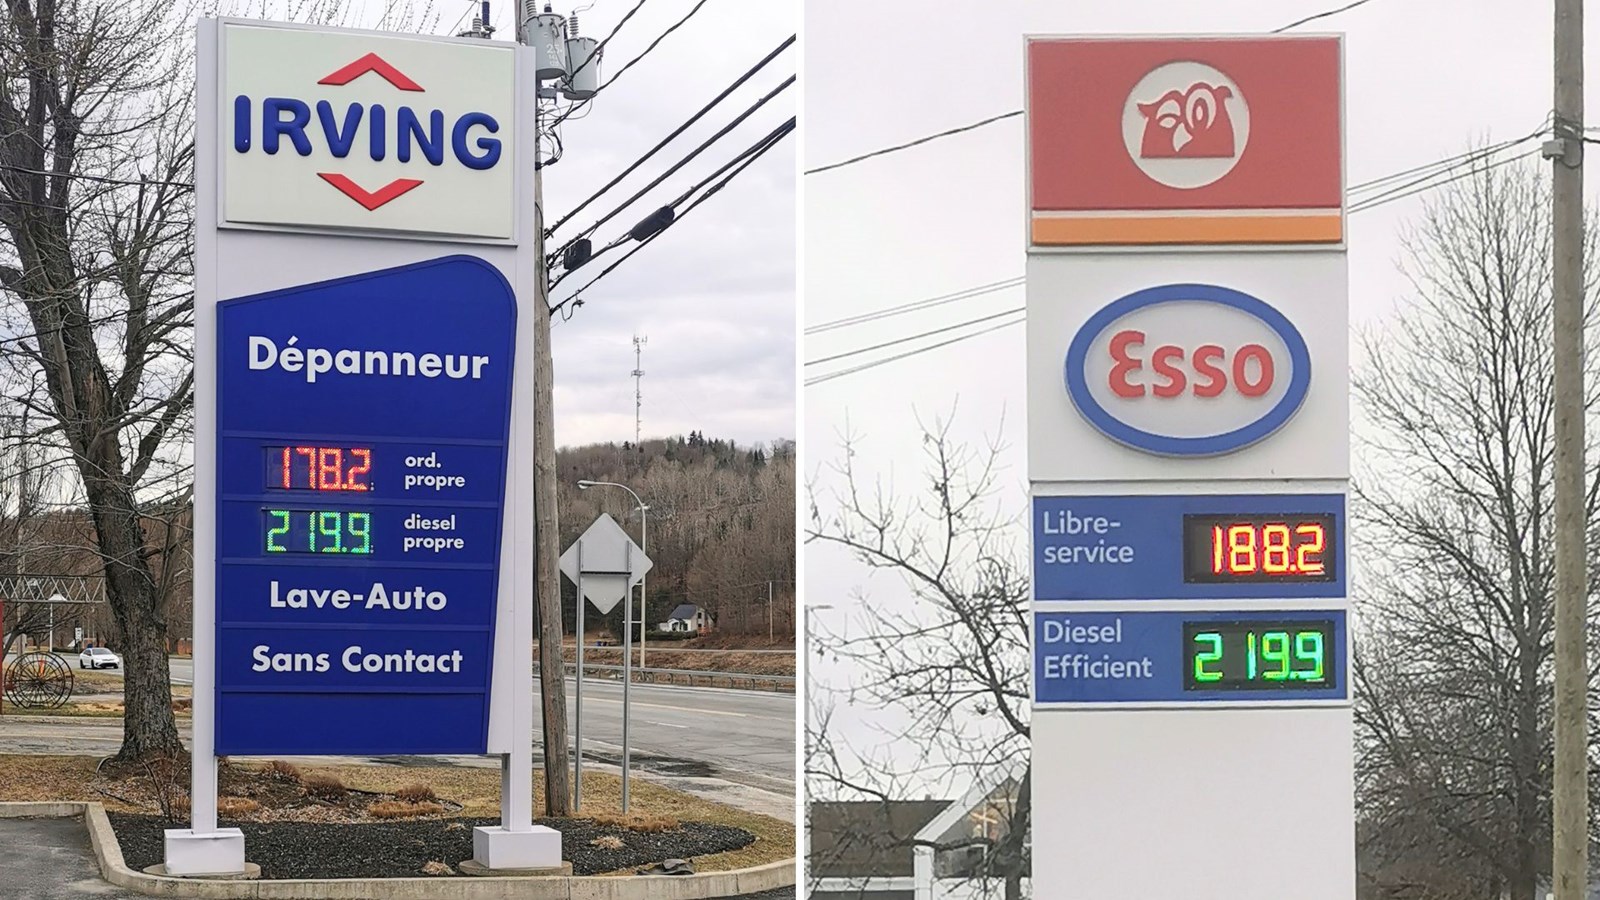 IRVING
Dépanneur
178.2 ord. propre
219.9 diesel propre
Lave-Auto
Sans Contact
Esso
Libre-
service
188.2
Diesel
Efficient
219.9